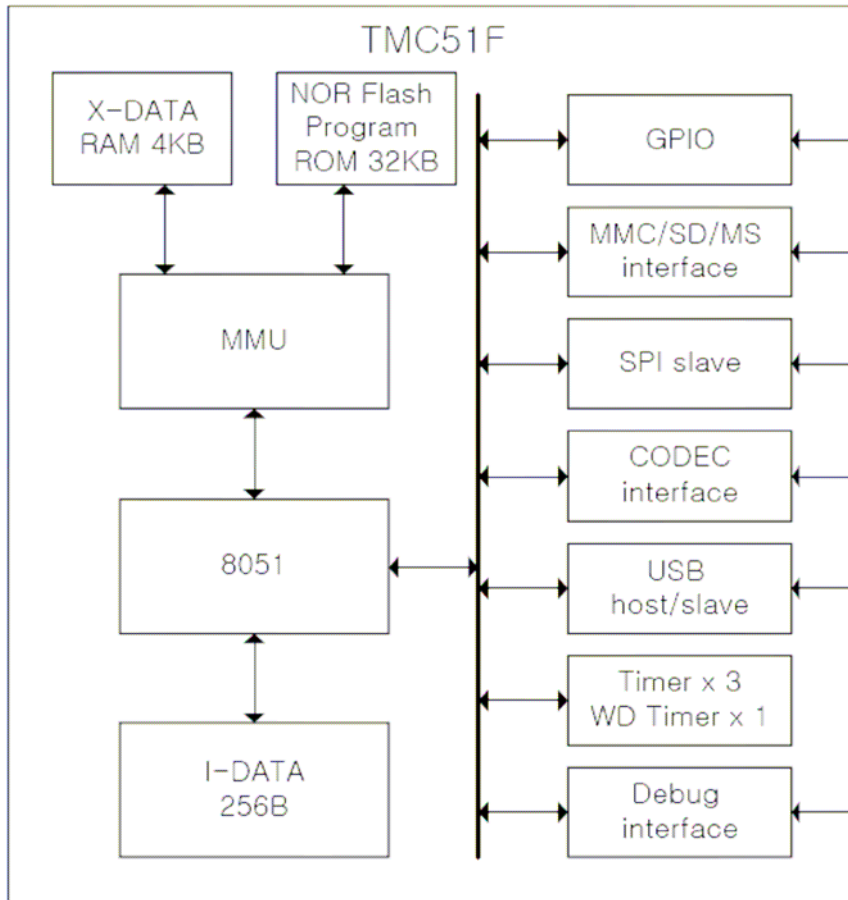 TMC51F
X-DATA
RAM 4KB
NOR Flash
Program
ROM 32KB
MMU
8051
I-DATA
256B
GPIO
MMC/SD/MS
interface
SPI slave
CODEC
interface
USB
host/slave
Timer x 3
WD Timer x 1
Debug
interface